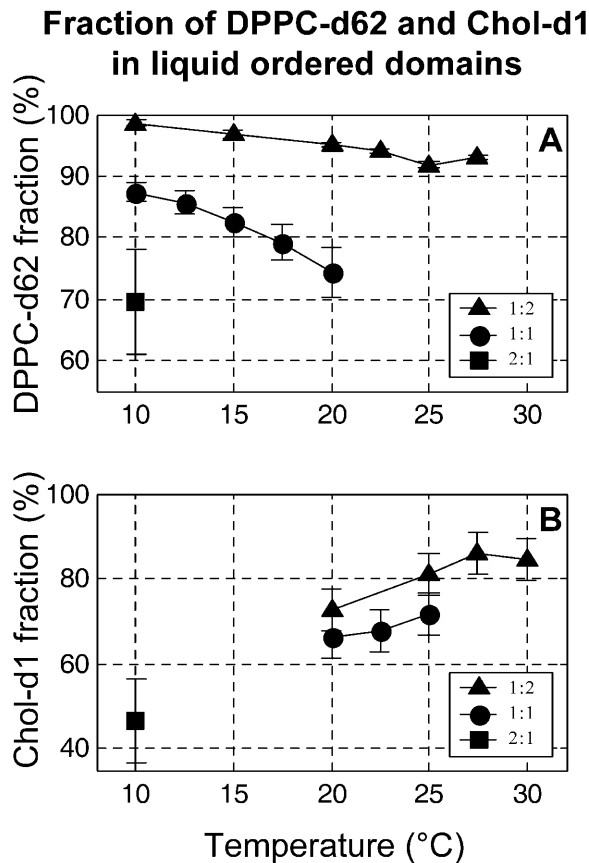 Fraction of DPPC-d62 and Chol-d1
in liquid ordered domains
DPPC-d62 fraction (%)
100
90
80
70
60
A
1:2
1:1
2:1
10 15 20 25 30
Chol-d1 fraction (%)
100
80
60
40
B
1:2
1:1
2:1
10 15 20 25 30
Temperature (°C)